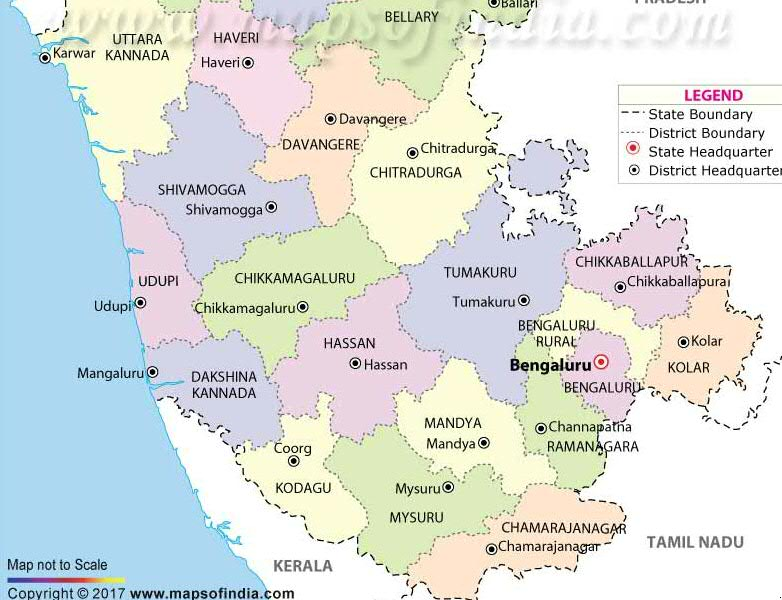 PRADESH
www.mapsofindia.com
Ballari
BELLARY
UTTARA
KANNADA
Karwar
HAVERI
Haveri
Davangere
DAVANGERE
Chitradurga
CHITRADURGA
LEGEND
State Boundary
District Boundary
State Headquarter
District Headquarter
SHIVAMOGGA
Shivamogga
UDUPI
Udupi
CHIKKAMAGALURU
Chikkamagaluru
TUMAKURU
Tumakuru
CHIKKABALLAPUR
Chikkaballapura
BENGALURU
RURAL
Kolar
KOLAR
HASSAN
Hassan
Bengaluru
BENGALURU
Mangaluru
DAKSHINA
KANNADA
MANDYA
Mandya
Channapatna
RAMANAGARA
Coorg
KODAGU
Mysuru
MYSURU
CHAMARAJANAGAR
Chamarajanagar
TAMIL NADU
KERALA
Map not to Scale
Copyright © 2017 www.mapsofindia.com